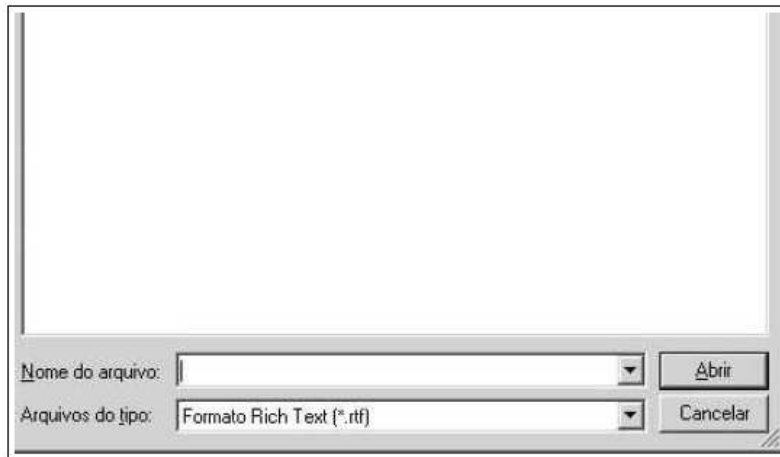 Nome do arquivo: Abrir
Arquivos do tipo: Formato Rich Text (*.rtf) Cancelar